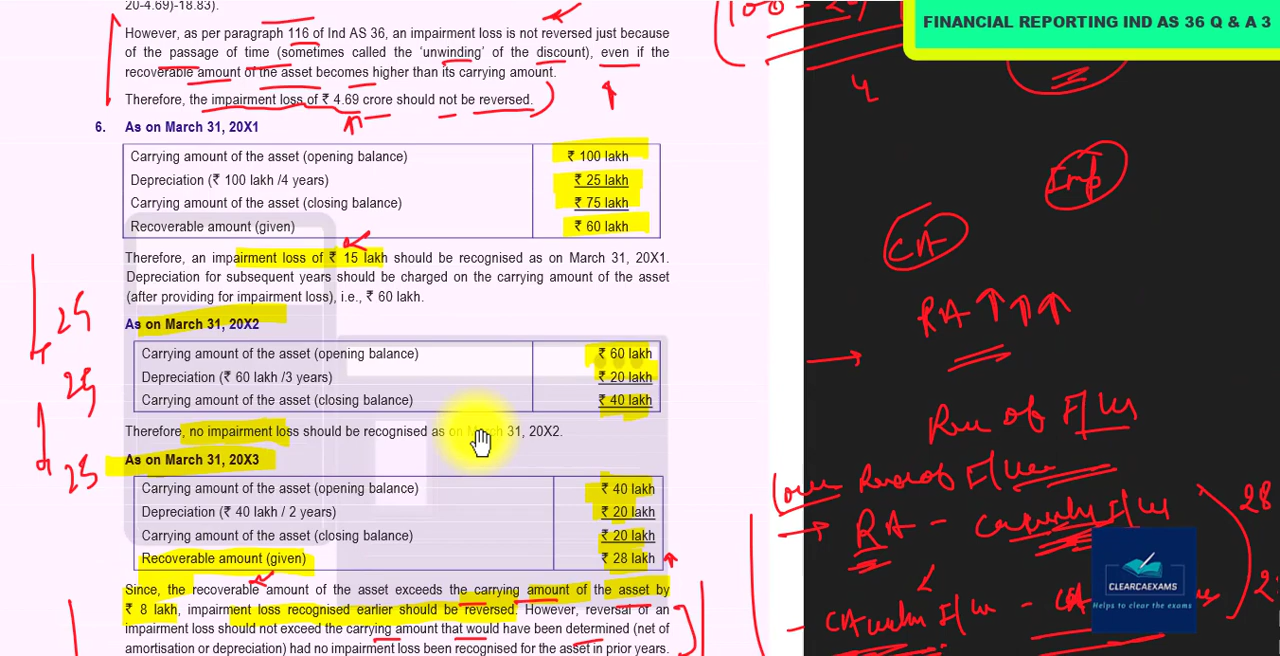 20-4.69)-18.83).
However, as per paragraph 116 of Ind AS 36, an impairment loss is not reversed just because
of the passage of time (sometimes called the 'unwinding' of the discount), even if the
recoverable amount of the asset becomes higher than its carrying amount.
Therefore, the impairment loss of ₹ 4.69 crore should not be reversed.
6. As on March 31, 20X1
Carrying amount of the asset (opening balance) ₹ 100 lakh
Depreciation (₹ 100 lakh /4 years) ₹ 25 lakh
Carrying amount of the asset (closing balance) ₹ 75 lakh
Recoverable amount (given) ₹ 60 lakh
Therefore, an impairment loss of ₹ 15 lakh should be recognised as on March 31, 20X1.
Depreciation for subsequent years should be charged on the carrying amount of the asset
(after providing for impairment loss), i.e., ₹ 60 lakh.
As on March 31, 20X2
Carrying amount of the asset (opening balance) ₹ 60 lakh
Depreciation (₹ 60 lakh /3 years) ₹ 20 lakh
Carrying amount of the asset (closing balance) ₹ 40 lakh
Therefore, no impairment loss should be recognised as on March 31, 20X2.
As on March 31, 20X3
Carrying amount of the asset (opening balance) ₹ 40 lakh
Depreciation (₹ 40 lakh / 2 years) ₹ 20 lakh
Carrying amount of the asset (closing balance) ₹ 20 lakh
Recoverable amount (given) ₹ 28 lakh
Since, the recoverable amount of the asset exceeds the carrying amount of the asset by
₹ 8 lakh, impairment loss recognised earlier should be reversed. However, reversal of an
impairment loss should not exceed the carrying amount that would have been determined (net of
amortisation or depreciation) had no impairment loss been recognised for the asset in prior years.
25
25
25
FINANCIAL REPORTING IND AS 36 Q & A 3
4
Imp
CA
RA ↑ ↑ ↑
Rev of I/L
RA -
28
CLEARCAEXAMS
Helps to clear the exams